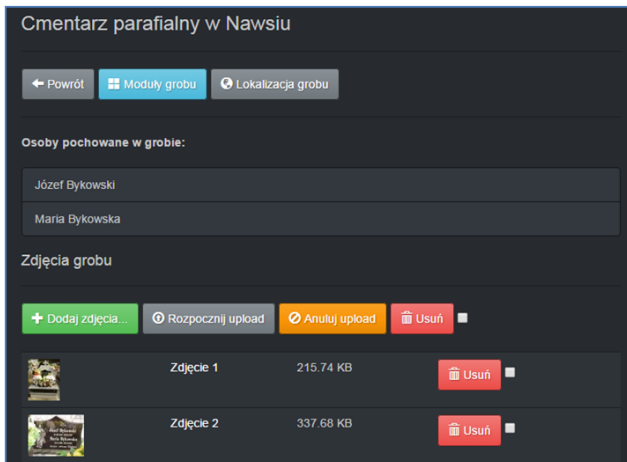 Cmentarz parafialny w Nawsiu
Powrót Moduły grobu Lokalizacja grobu
Osoby pochowane w grobie:
Józef Bykowski
Maria Bykowska
Zdjęcia grobu
Dodaj zdjęcia... Rozpocznij upload Anuluj upload Usuń
Zdjęcie 1 215.74 KB Usuń
Zdjęcie 2 337.68 KB Usuń